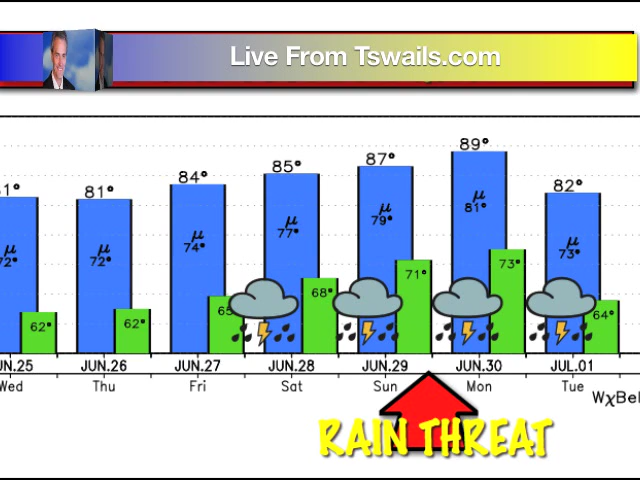 Live From Tswails.com
81° 84° 85° 87° 89° 82°
μ μ μ μ μ μ μ
72° 72° 74° 77° 79° 81° 73°
62° 62° 65 68° 71° 73° 64°
JUN.26 JUN.27 JUN.28 JUN.29 JUN.30 JUL.01
Wed Thu Fri Sat Sun Mon Tue
WχBel
RAIN THREAT